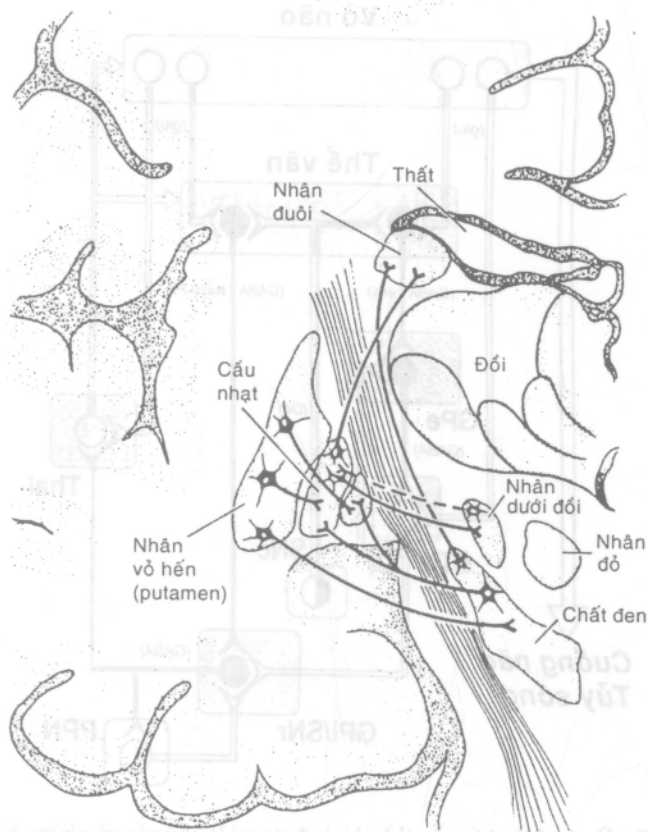 Thất
Nhân
đuôi
Đồi
Cầu
nhạt
Nhân
dưới đồi
Nhân
đỏ
Nhân
vỏ hến
(putamen)
Chất đen